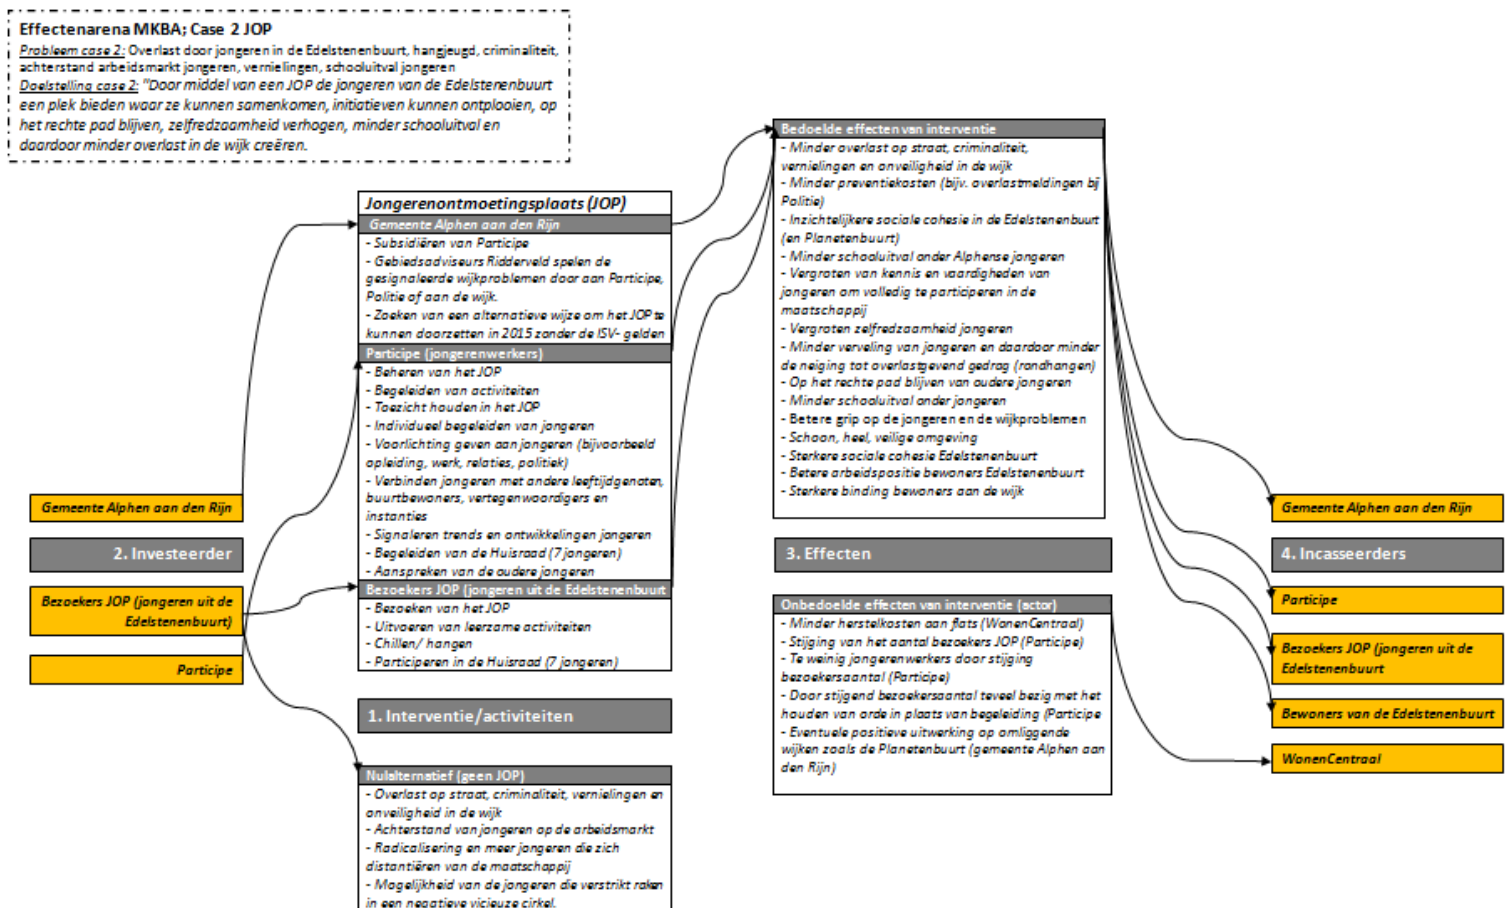 Effectenarena MKBA; Case 2 JOP
Probleem case 2: Overlast door jongeren in de Edelstenenbuurt, hangjeugd, criminaliteit,
achterstand arbeidsmarkt jongeren, vernielingen, schooluitval jongeren
Doelstelling case 2: "Door middel van een JOP de jongeren van de Edelstenenbuurt
een plek bieden waar ze kunnen samenkomen, initiatieven kunnen ontplooien, op
het rechte pad blijven, zelfredzaamheid verhogen, minder schooluitval en
daardoor minder overlast in de wijk creëren.
Gemeente Alphen aan den Rijn
2. Investeerder
Bezoekers JOP (jongeren uit de
Edelstenenbuurt)
Participe
Jongerenontmoetingsplaats (JOP)
Gemeente Alphen aan den Rijn
- Subsidiëren van Participe
- Gebiedsadviseurs Ridderveld spelen de
gesignaleerde wijkproblemen door aan Participe,
Politie of aan de wijk.
- Zoeken van een alternatieve wijze om het JOP te
kunnen doorzetten in 2015 zonder de ISV- gelden
Participe (jongerenwerkers)
- Beheren van het JOP
- Begeleiden van activiteiten
- Toezicht houden in het JOP
- Individueel begeleiden van jongeren
- Voorlichting geven aan jongeren (bijvoorbeeld
opleiding, werk, relaties, politiek)
- Verbinden jongeren met andere leeftijdgenoten,
buurtbewoners, vertegenwoordigers en
instanties
- Signaleren trends en ontwikkelingen jongeren
- Begeleiden van de Huisraad (7 jongeren)
- Aanspreken van de oudere jongeren
Bezoekers JOP (jongeren uit de Edelstenenbuurt
- Bezoeken van het JOP
- Uitvoeren van leerzame activiteiten
- Chillen/ hangen
- Participeren in de Huisraad (7 jongeren)
1. Interventie/activiteiten
Nulalternatief (geen JOP)
- Overlast op straat, criminaliteit, vernielingen en
onveiligheid in de wijk
- Achterstand van jongeren op de arbeidsmarkt
- Radicalisering en meer jongeren die zich
distantiëren van de maatschappij
- Mogelijkheid van de jongeren die verstrikt raken
in een negatieve vicieuze cirkel.
Bedoelde effecten van interventie
- Minder overlast op straat, criminaliteit,
vernielingen en onveiligheid in de wijk
- Minder preventiekosten (bijv. overlastmeldingen bij
Politie)
- Inzichtelijkere sociale cohesie in de Edelstenenbuurt
(en Planetenbuurt)
- Minder schooluitval onder Alphense jongeren
- Vergroten van kennis en vaardigheden van
jongeren om volledig te participeren in de
maatschappij
- Vergroten zelfredzaamheid jongeren
- Minder verveling van jongeren en daardoor minder
de neiging tot overlastgevend gedrag (rondhangen)
- Op het rechte pad blijven van oudere jongeren
- Minder schooluitval onder jongeren
- Betere grip op de jongeren en de wijkproblemen
- Schoon, heel, veilige omgeving
- Sterkere sociale cohesie Edelstenenbuurt
- Betere arbeidspositie bewoners Edelstenenbuurt
- Sterkere binding bewoners aan de wijk
3. Effecten
Onbedoelde effecten van interventie (actor)
- Minder herstelkosten aan flats (WonenCentraal)
- Stijging van het aantal bezoekers JOP (Participe)
- Te weinig jongerenwerkers door stijging
bezoekersaantal (Participe)
- Door stijgend bezoekersaantal teveel bezig met het
houden van orde in plaats van begeleiding (Participe
- Eventuele positieve uitwerking op omliggende
wijken zoals de Planetenbuurt (gemeente Alphen aan
den Rijn)
Gemeente Alphen aan den Rijn
4. Incasseerders
Participe
Bezoekers JOP (jongeren uit de
Edelstenenbuurt
Bewoners van de Edelstenenbuurt
WonenCentraal